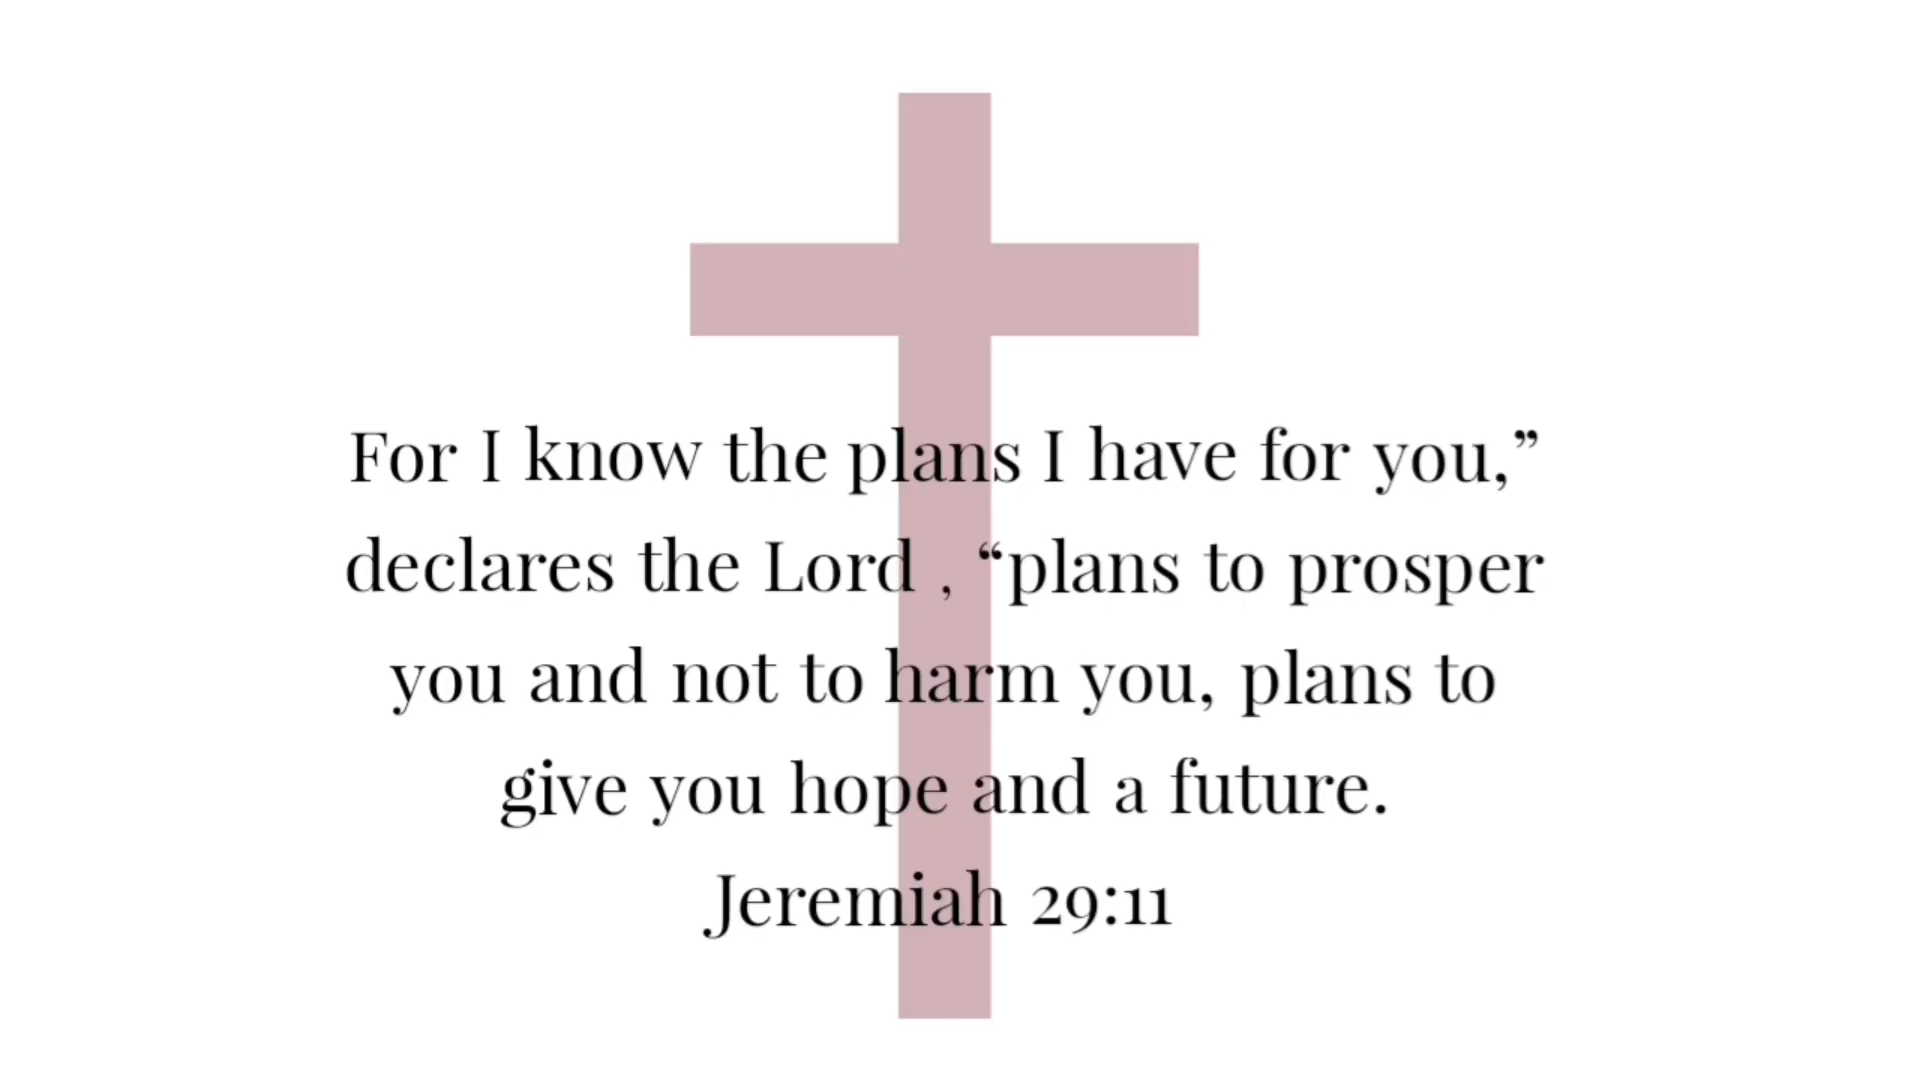 For I know the plans I have for you,”
declares the Lord , “plans to prosper
you and not to harm you, plans to
give you hope and a future.
Jeremiah 29:11